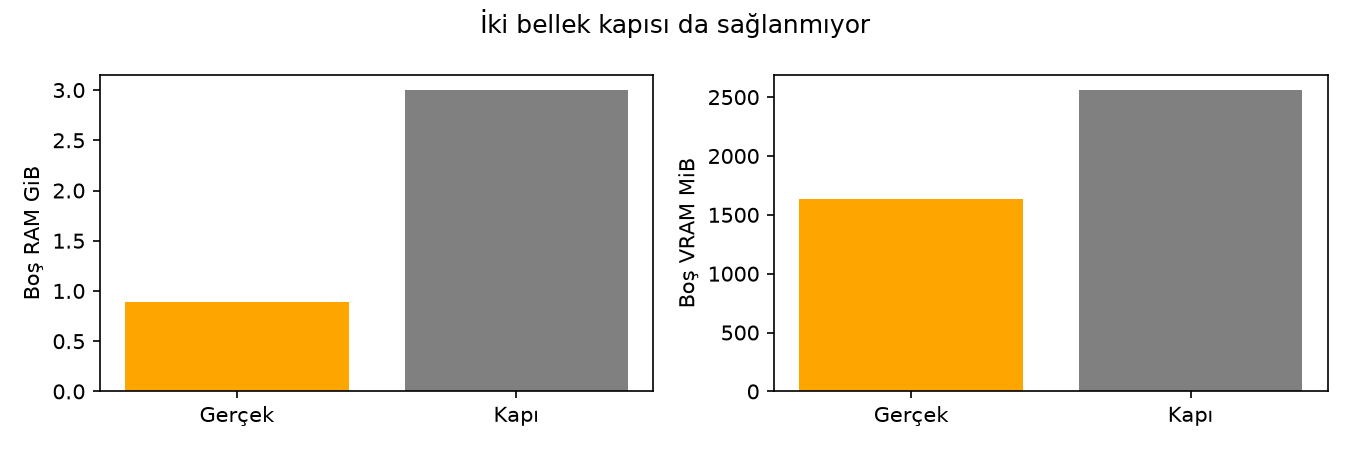 İki bellek kapısı da sağlanmıyor
Boş RAM GiB
3.0
2.5
2.0
1.5
1.0
0.5
0.0
Gerçek
Kapı
Boş VRAM MiB
2500
2000
1500
1000
500
0
Gerçek
Kapı